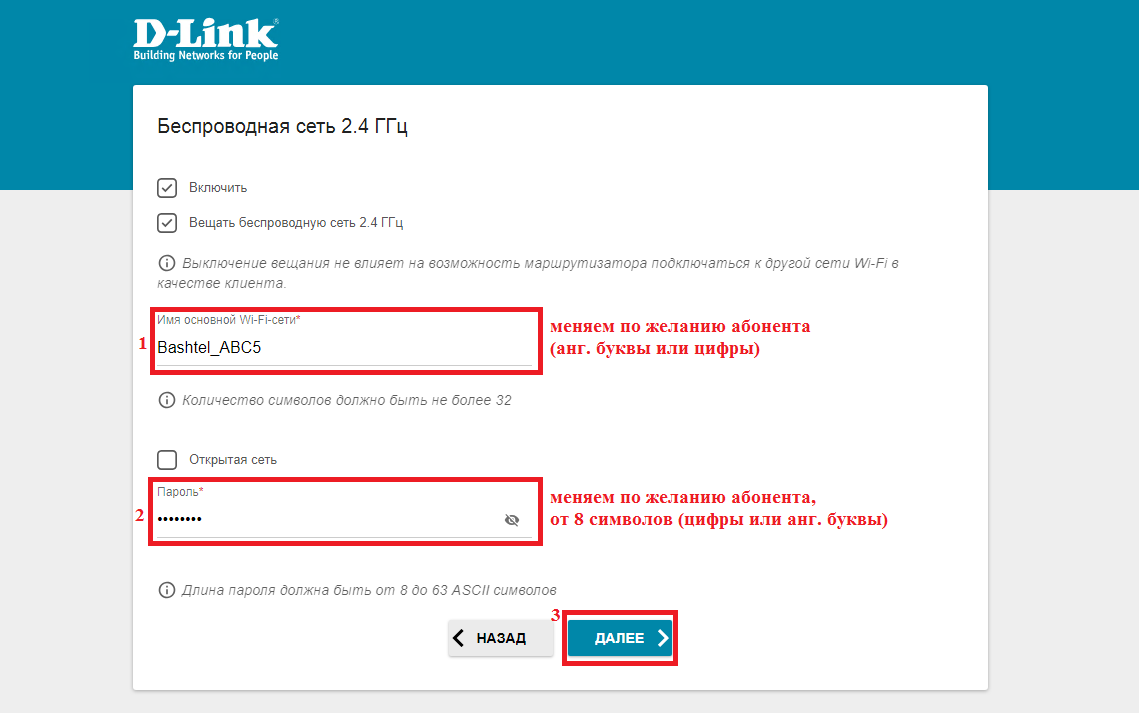 D-Link®
Building Networks for People
Беспроводная сеть 2.4 ГГц
Включить
Вещать беспроводную сеть 2.4 ГГц
Выключение вещания не влияет на возможность маршрутизатора подключаться к другой сети Wi-Fi в
качестве клиента.
Имя основной Wi-Fi-сети*
1 Bashtel_ABC5
меняем по желанию абонента
(анг. буквы или цифры)
Количество символов должно быть не более 32
Открытая сеть
Пароль*
2 ••••••••
меняем по желанию абонента,
от 8 символов (цифры или анг. буквы)
Длина пароля должна быть от 8 до 63 ASCII символов
3
НАЗАД
ДАЛЕЕ